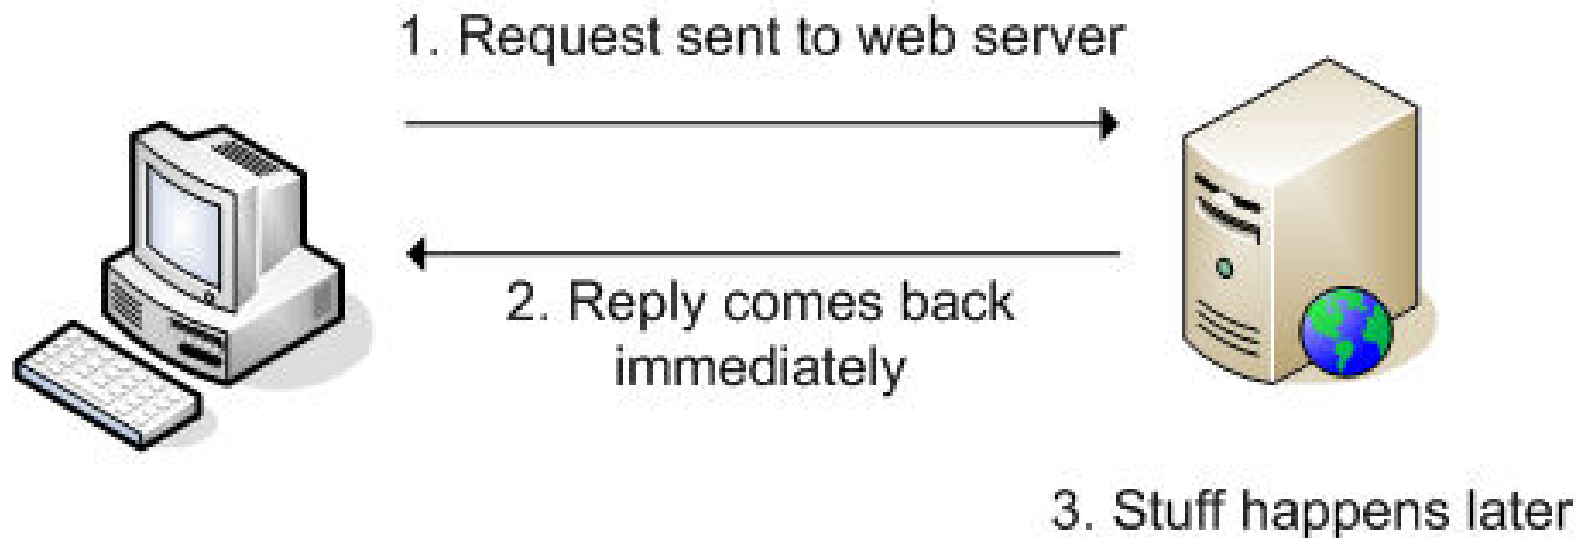 1. Request sent to web server
2. Reply comes back
immediately
3. Stuff happens later